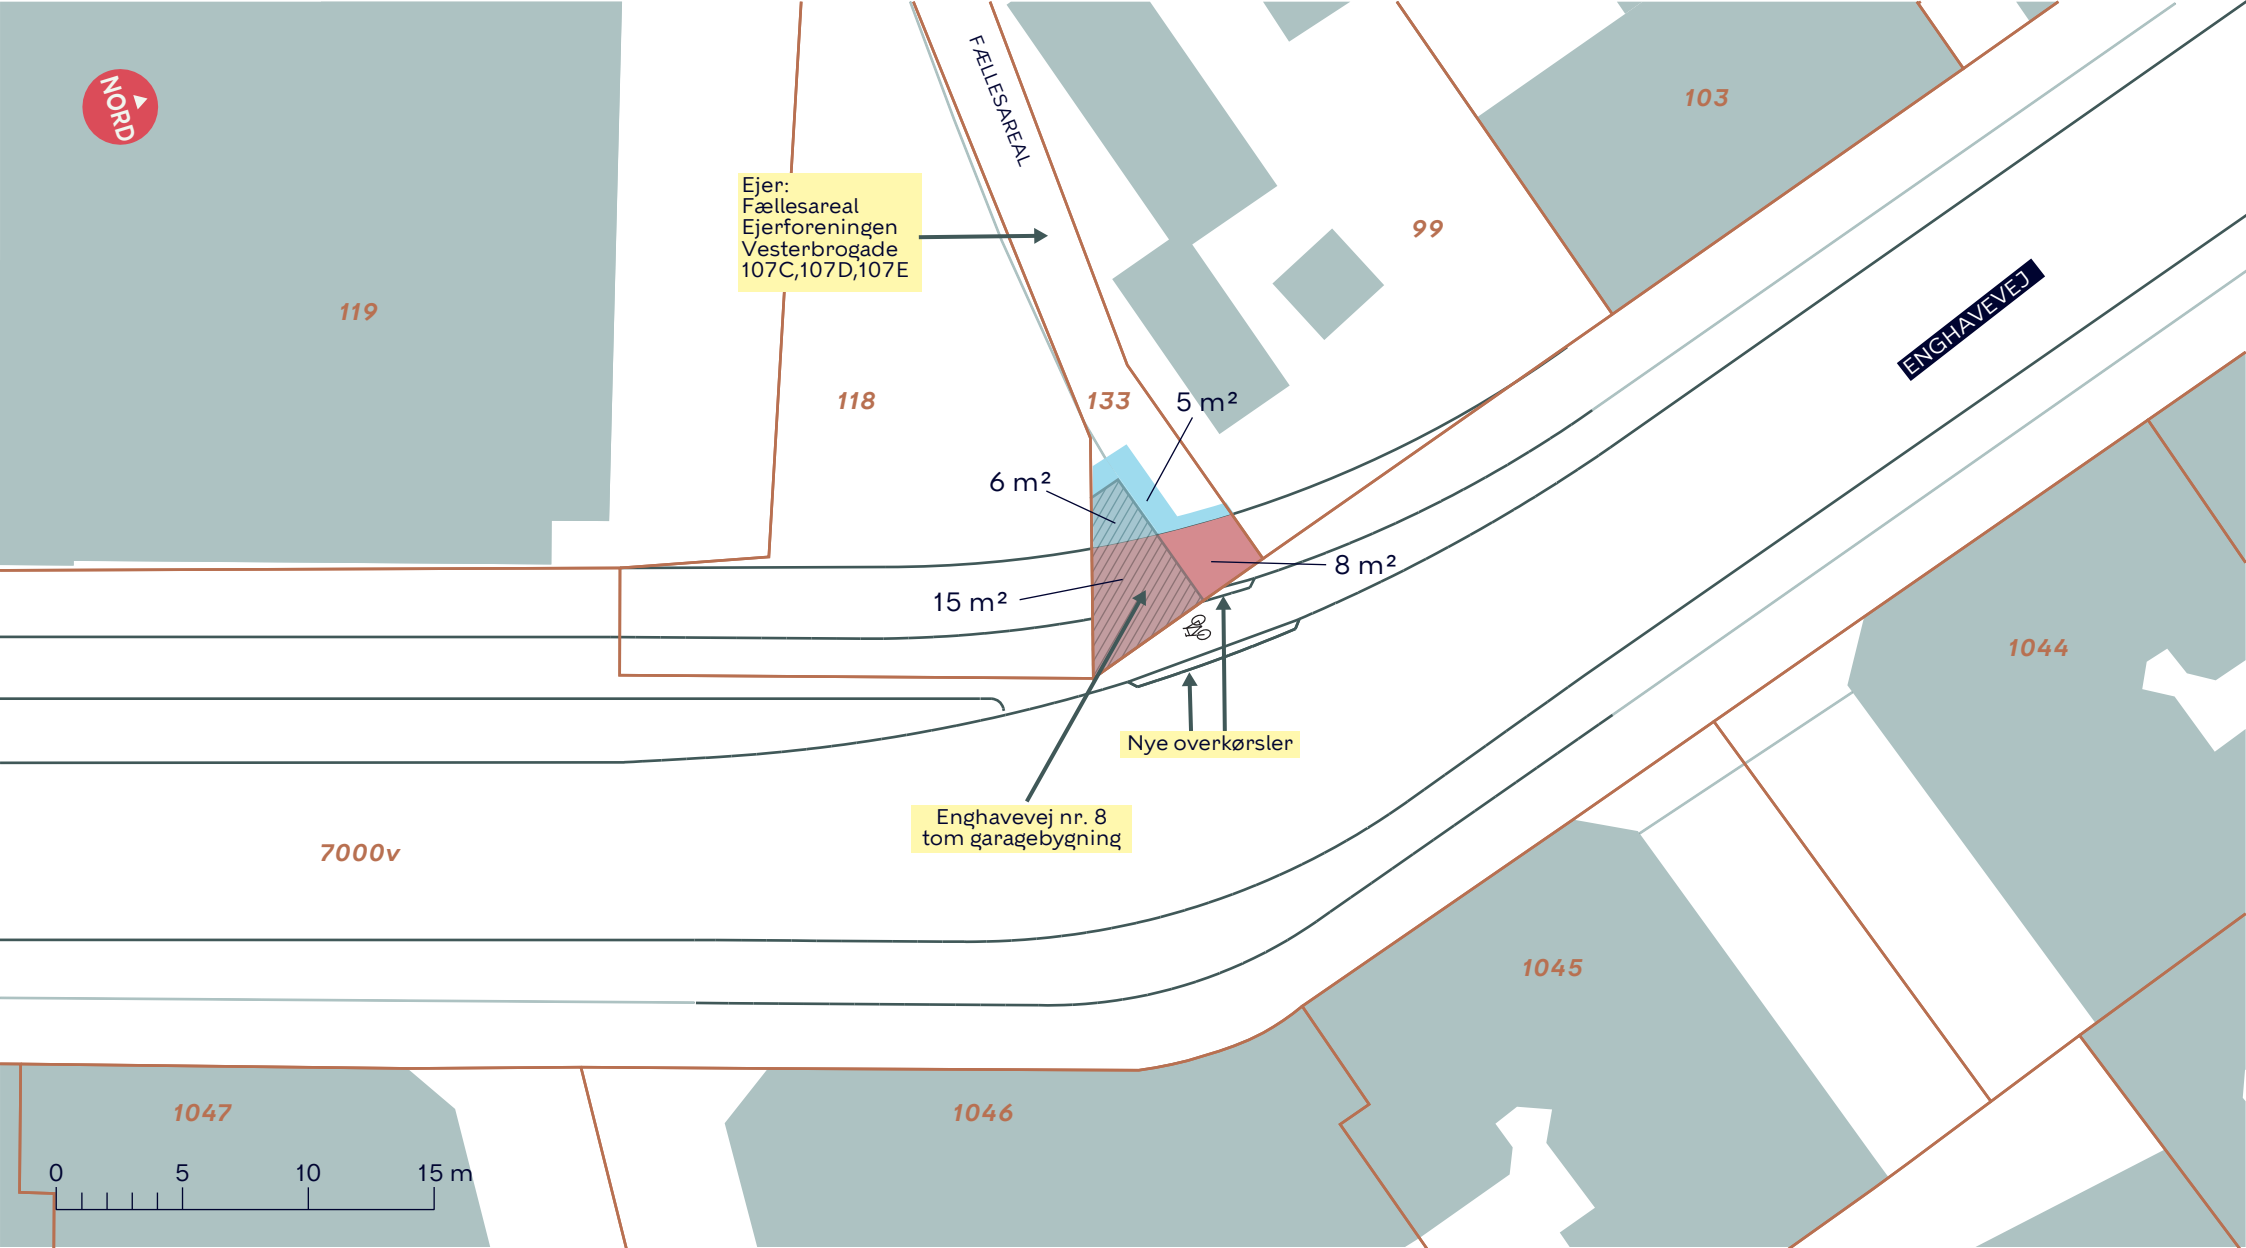 NORD
FÆLLESAREAL
103
Ejer:
Fællesareal
Ejerforeningen
Vesterbrogade
107C,107D,107E
99
ENGHAVEVEJ
119
118
133
5 m²
6 m²
8 m²
15 m²
1044
Nye overkørsler
Enghavevej nr. 8
tom garagebygning
7000v
1045
1047
1046
0 5 10 15 m